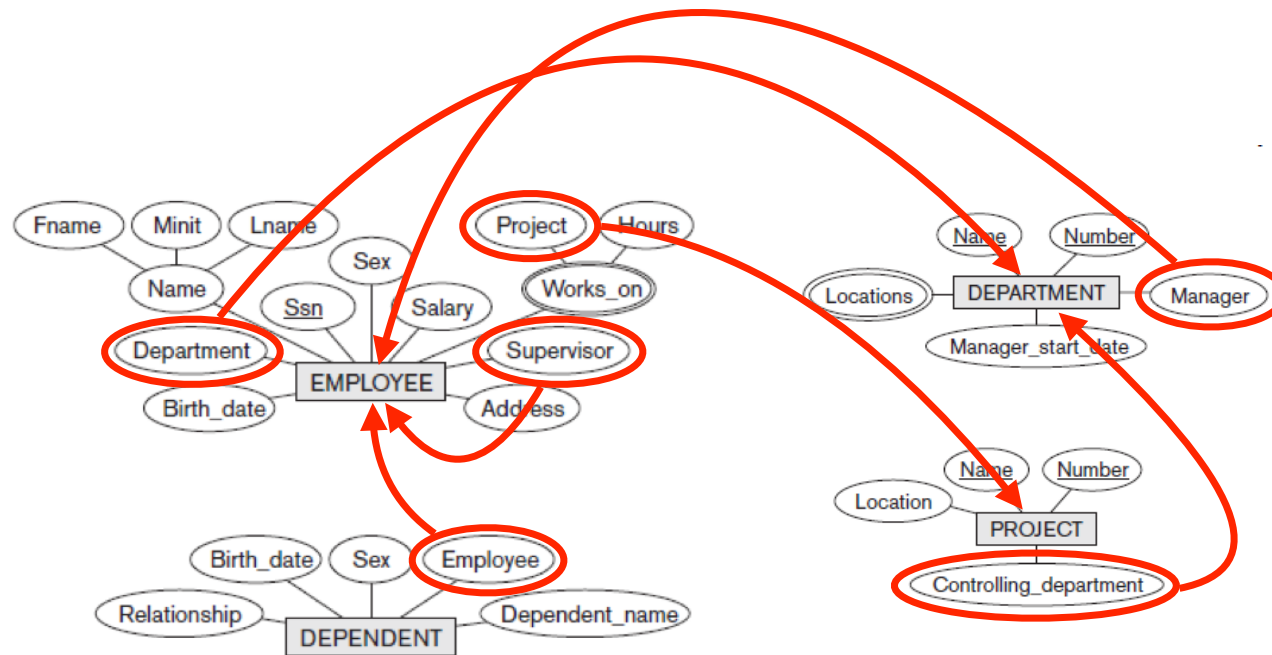 Fname
Minit
Lname
Project
Hours
Name
Number
Sex
Name
Works_on
Locations
DEPARTMENT
Manager
Ssn
Salary
Department
Supervisor
Manager_start_date
EMPLOYEE
Birth_date
Address
Name
Number
Location
PROJECT
Birth_date
Sex
Employee
Controlling_department
Relationship
Dependent_name
DEPENDENT